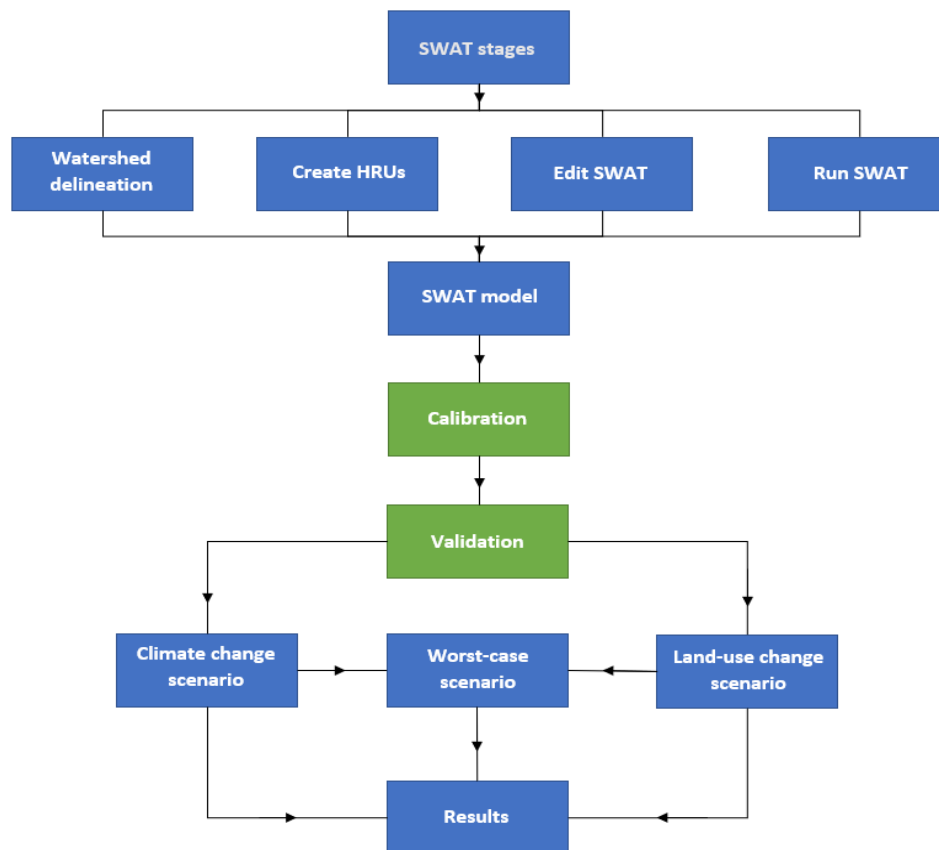 SWAT stages
Watershed
delineation
Create HRUs
Edit SWAT
Run SWAT
SWAT model
Calibration
Validation
Climate change
scenario
Worst-case
scenario
Land-use change
scenario
Results